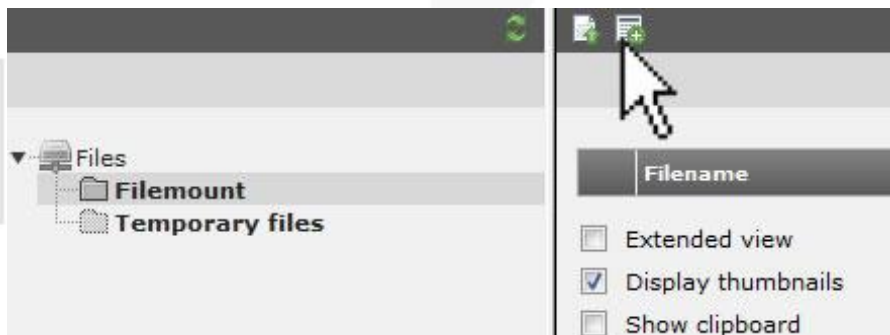 Files
Filemount
Temporary files
Filename
Extended view
Display thumbnails
Show clipboard